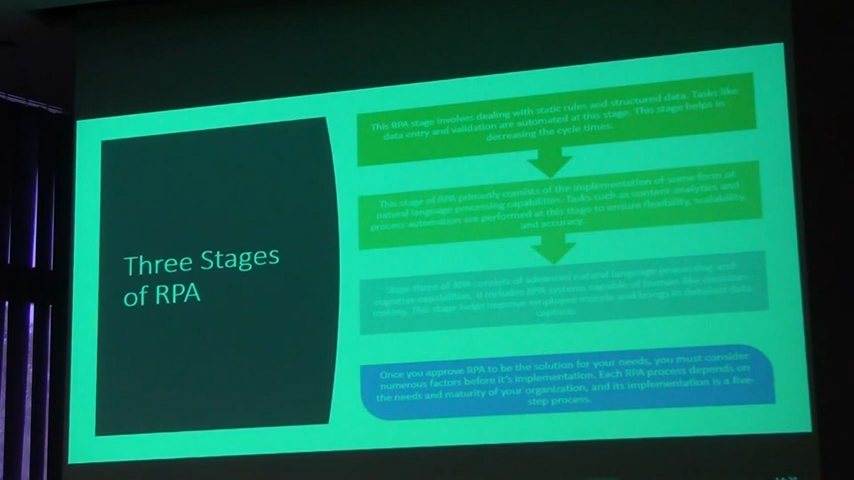 Three Stages
of RPA
This RPA stage involves dealing with static rules and structured data. Tasks like
data entry and validation are automated at this stage. This stage helps in
decreasing the cycle times.
This stage of RPA primarily consists of the implementation of some form of
natural language processing capabilities. Tasks such as content analytics and
process automation are performed at this stage to ensure flexibility, scalability,
and accuracy.
Stage three of RPA consists of advanced natural language processing and
cognitive capabilities. It includes RPA systems capable of human-like decision-
making. This stage helps improve employee morale and brings in detailed data
capture.
Once you approve RPA to be the solution for your needs, you must consider
numerous factors before it's implementation. Each RPA process depends on
the needs and maturity of your organization, and its implementation is a five-
step process.